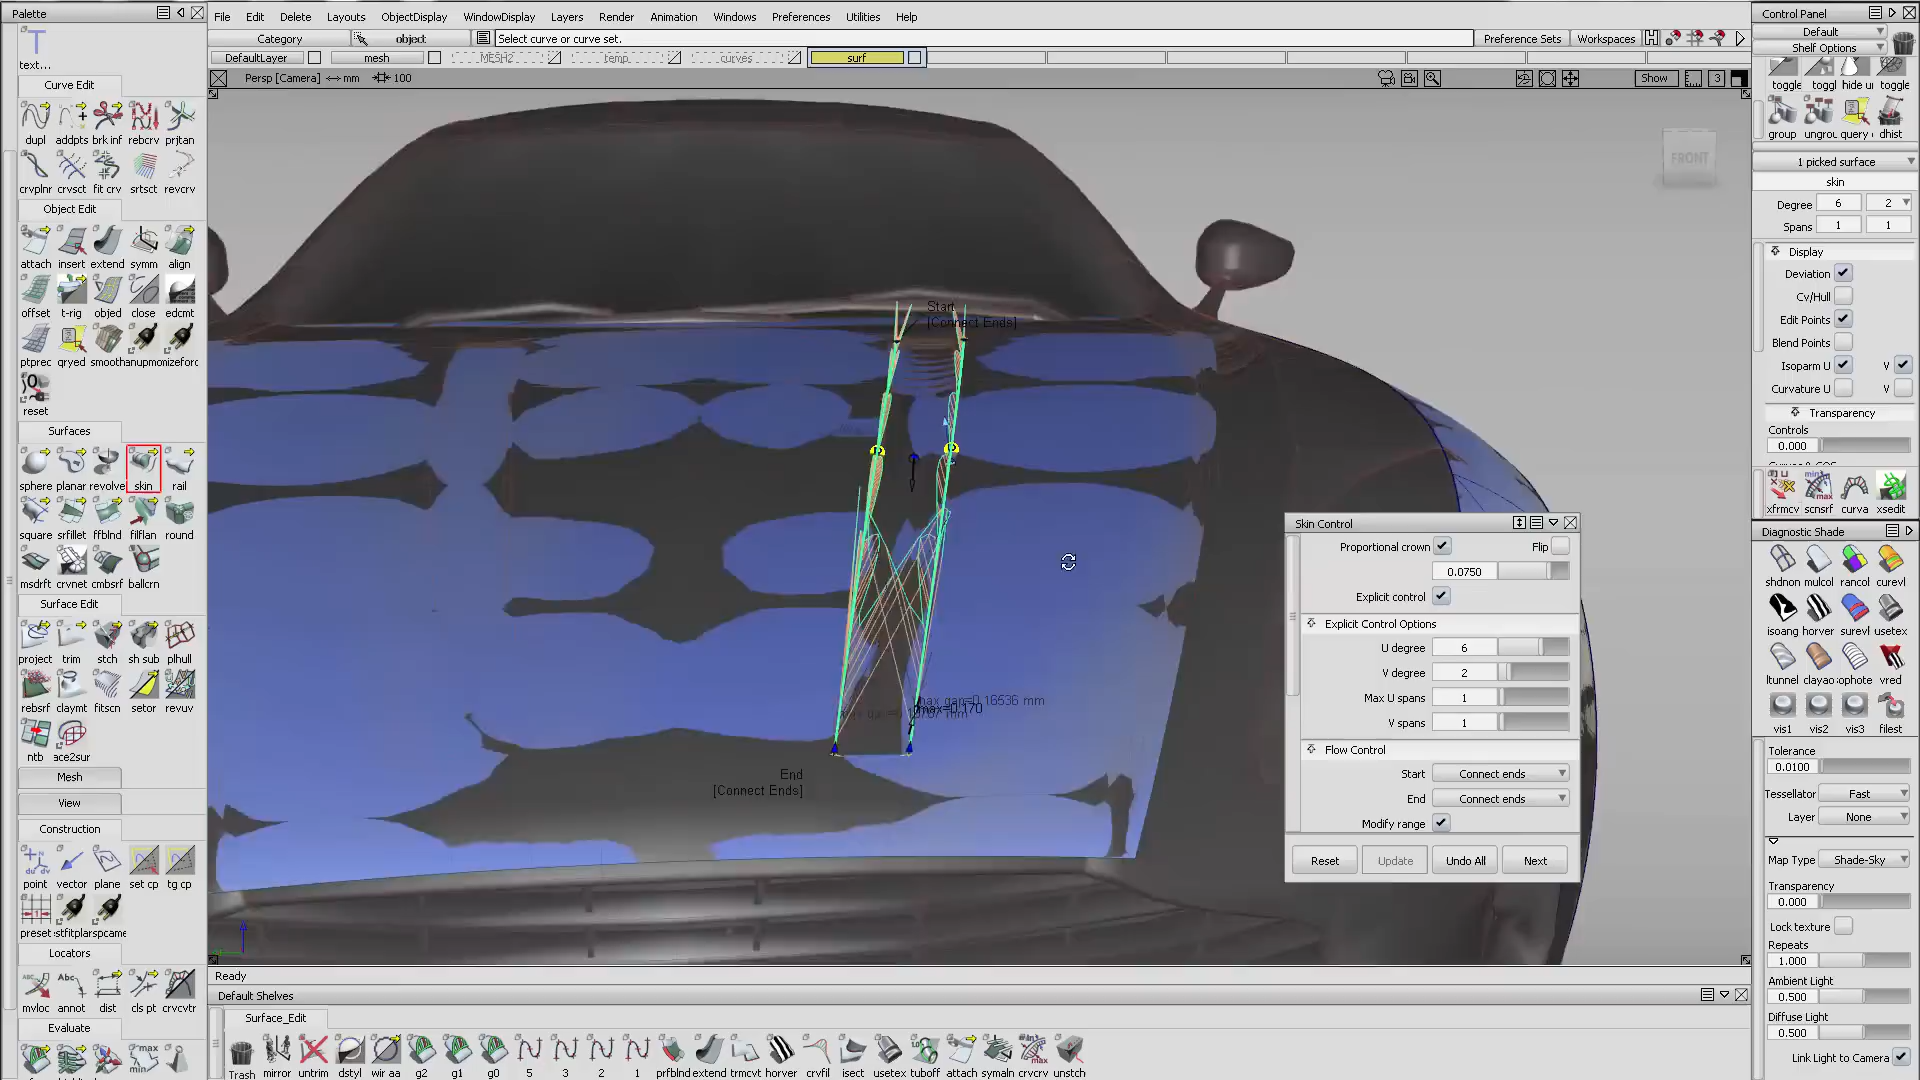 Palette
File Edit Delete Layouts ObjectDisplay WindowDisplay Layers Render Animation Windows Preferences Utilities Help
Control Panel
Default
Shelf Options
Category object Select curve or curve set. Preference Sets Workspaces
DefaultLayer mesh MESH2 temp curves surf
Persp [Camera] mm 100 Show 3
text...
Curve Edit
dupl addpts brk inf rebcrv prjtan
crvplnr crvsct fit crv srtsct revcrv
Object Edit
attach insert extend symm align
offset t-rig objed close edcmt
ptprec qryed smooth
reset
Surfaces
sphere planar revolve skin rail
square srfillet ffblnd filflan round
msdrft crvnet cmbsrf ballcrn
Surface Edit
project trim stch sh sub plhull
rebsrf claymt fitscn setor revuv
ntb ace2sur
Mesh
View
Construction
point vector plane set cp tg cp
preset
Locators
mvloc annot dist cls pt crvcvtr
Evaluate
FRONT
Start
[Connect Ends]
max gap=0.16536 mm
gmax=0.170
End
[Connect Ends]
Skin Control
Proportional crown Flip
0.0750
Explicit control
Explicit Control Options
U degree 6
V degree 2
Max U spans 1
V spans 1
Flow Control
Start Connect ends
End Connect ends
Modify range
Reset Update Undo All Next
toggle toggl hide ur toggle
group ungrou query dhist
1 picked surface
skin
Degree 6 2
Spans 1 1
Display
Deviation
Cv/Hull
Edit Points
Blend Points
Isoparm U V
Curvature U V
Transparency
Controls
0.000
xfrmcv scnsrf curva xsedit
Diagnostic Shade
shdnon mulcol rancol curevl
isoang horver surevl usetex
ltunnel clayao ophote vred
vis1 vis2 vis3 filest
Tolerance
0.0100
Tessellator Fast
Layer None
Map Type Shade-Sky
Transparency
0.000
Lock texture
Repeats
1.000
Ambient Light
0.500
Diffuse Light
0.500
Link Light to Camera
Ready
Default Shelves
Surface_Edit
Trash mirror untrim dstyl wir aa g2 g1 g0 5 3 2 1 prfblnd extend trmcvt horver crvfil isect usetex tuboff attach symaln crvcrv unstch